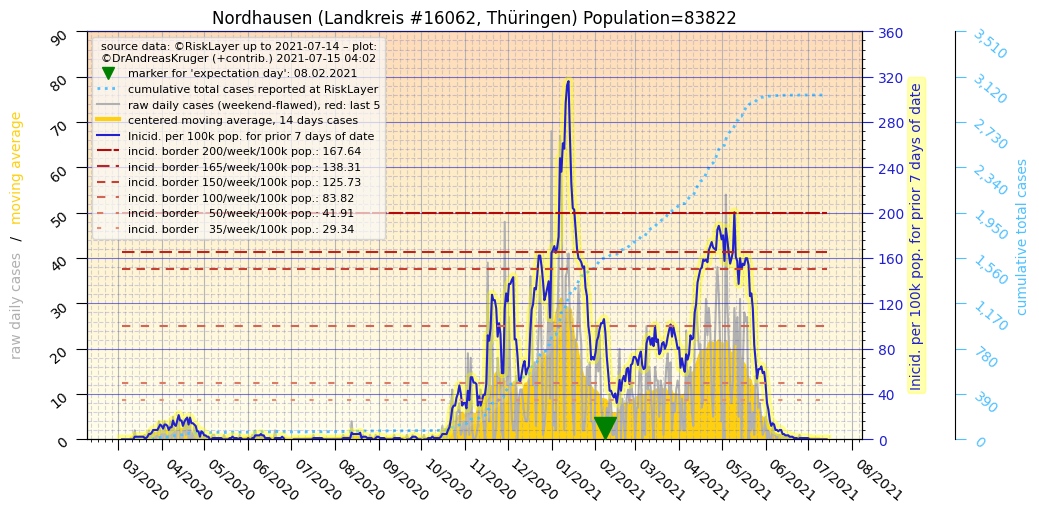 Nordhausen (Landkreis #16062, Thüringen) Population=83822
source data: ©RiskLayer up to 2021-07-14 – plot:
©DrAndreasKruger (+contrib.) 2021-07-15 04:02
marker for 'expectation day': 08.02.2021
cumulative total cases reported at RiskLayer
raw daily cases (weekend-flawed), red: last 5
centered moving average, 14 days cases
Inicid. per 100k pop. for prior 7 days of date
incid. border 200/week/100k pop.: 167.64
incid. border 165/week/100k pop.: 138.31
incid. border 150/week/100k pop.: 125.73
incid. border 100/week/100k pop.: 83.82
incid. border   50/week/100k pop.: 41.91
incid. border   35/week/100k pop.: 29.34
raw daily cases / moving average
90
80
70
60
50
40
30
20
10
0
03/2020
04/2020
05/2020
06/2020
07/2020
08/2020
09/2020
10/2020
11/2020
12/2020
01/2021
02/2021
03/2021
04/2021
05/2021
06/2021
07/2021
08/2021
360
320
280
240
200
160
120
80
40
0
Inicid. per 100k pop. for prior 7 days of date
3,510
3,120
2,730
2,340
1,950
1,560
1,170
780
390
0
cumulative total cases